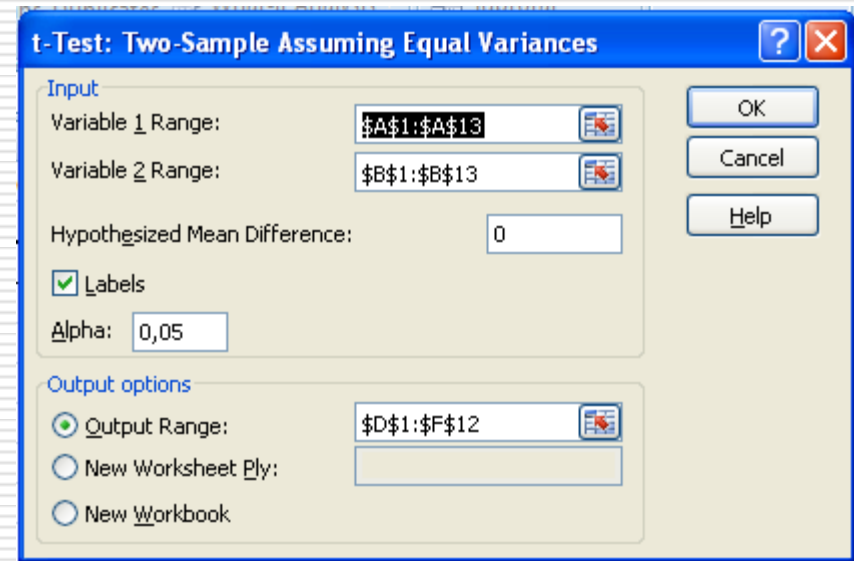 t-Test: Two-Sample Assuming Equal Variances
Input
Variable 1 Range: $A$1:$A$13
Variable 2 Range: $B$1:$B$13
Hypothesized Mean Difference: 0
Labels
Alpha: 0,05
OK
Cancel
Help
Output options
Output Range: $D$1:$F$12
New Worksheet Ply:
New Workbook